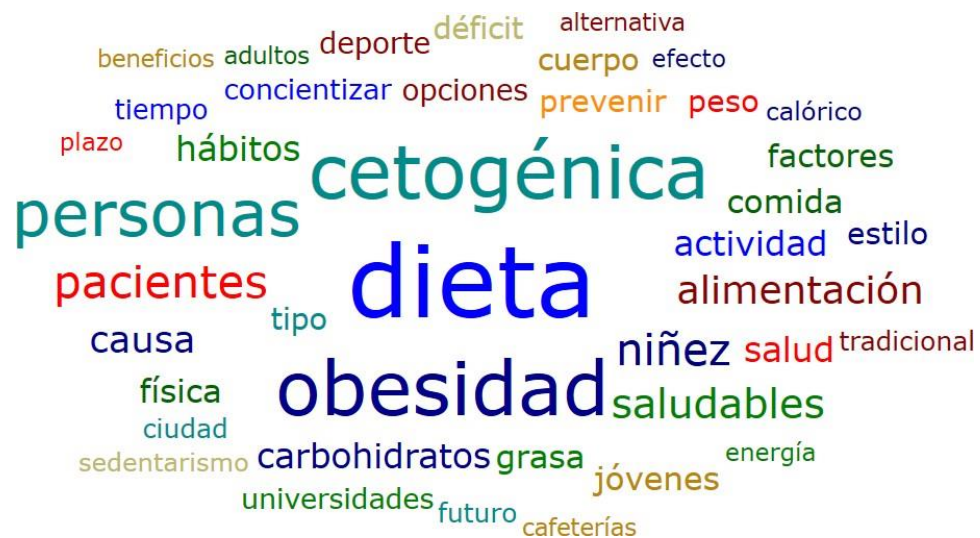 déficit alternativa
beneficios adultos deporte cuerpo efecto
tiempo concientizar opciones prevenir peso calórico
plazo hábitos cetogénica factores
personas comida
dieta actividad estilo
pacientes tipo alimentación
causa niñez salud tradicional
física obesidad saludables
ciudad
sedentarismo carbohidratos grasa energía
universidades futuro jóvenes
cafeterías